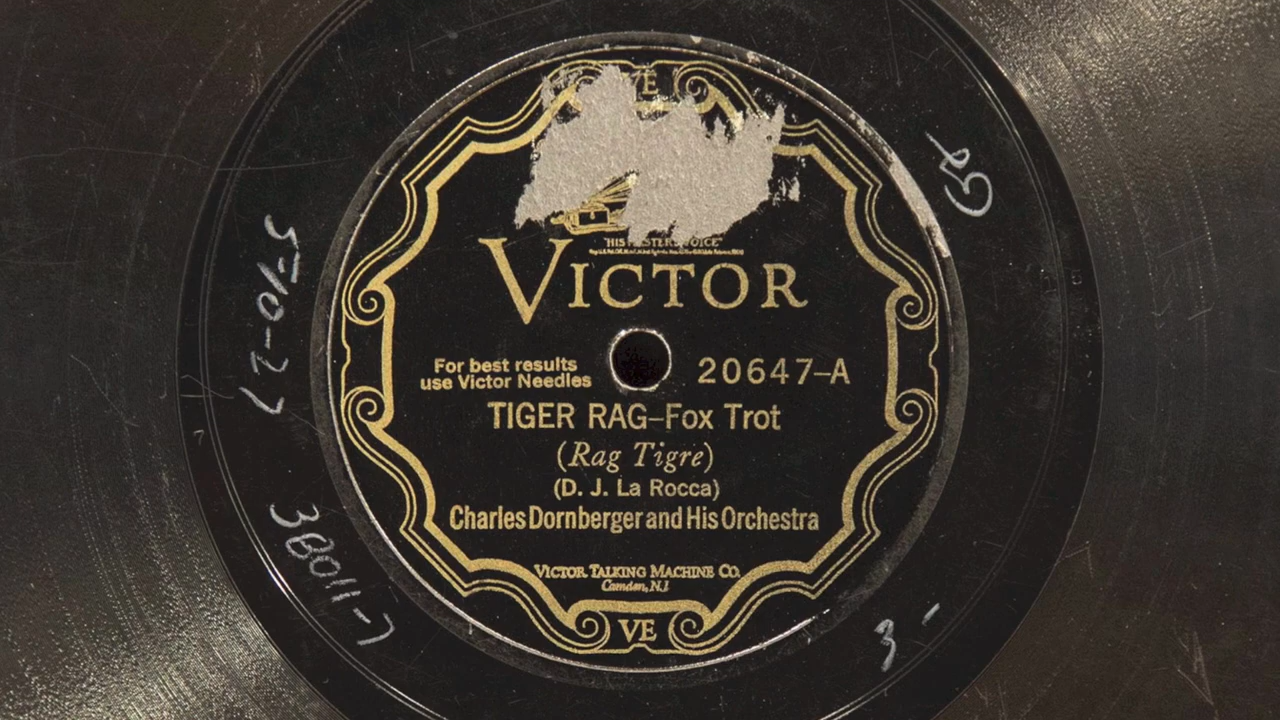 VE
"HIS MASTER'S VOICE"
VICTOR
For best results
use Victor Needles
20647-A
TIGER RAG-Fox Trot
(Rag Tigre)
(D. J. La Rocca)
Charles Dornberger and His Orchestra
VICTOR TALKING MACHINE CO.
Camden, N.J.
VE
5-10-27
38011-7
3-